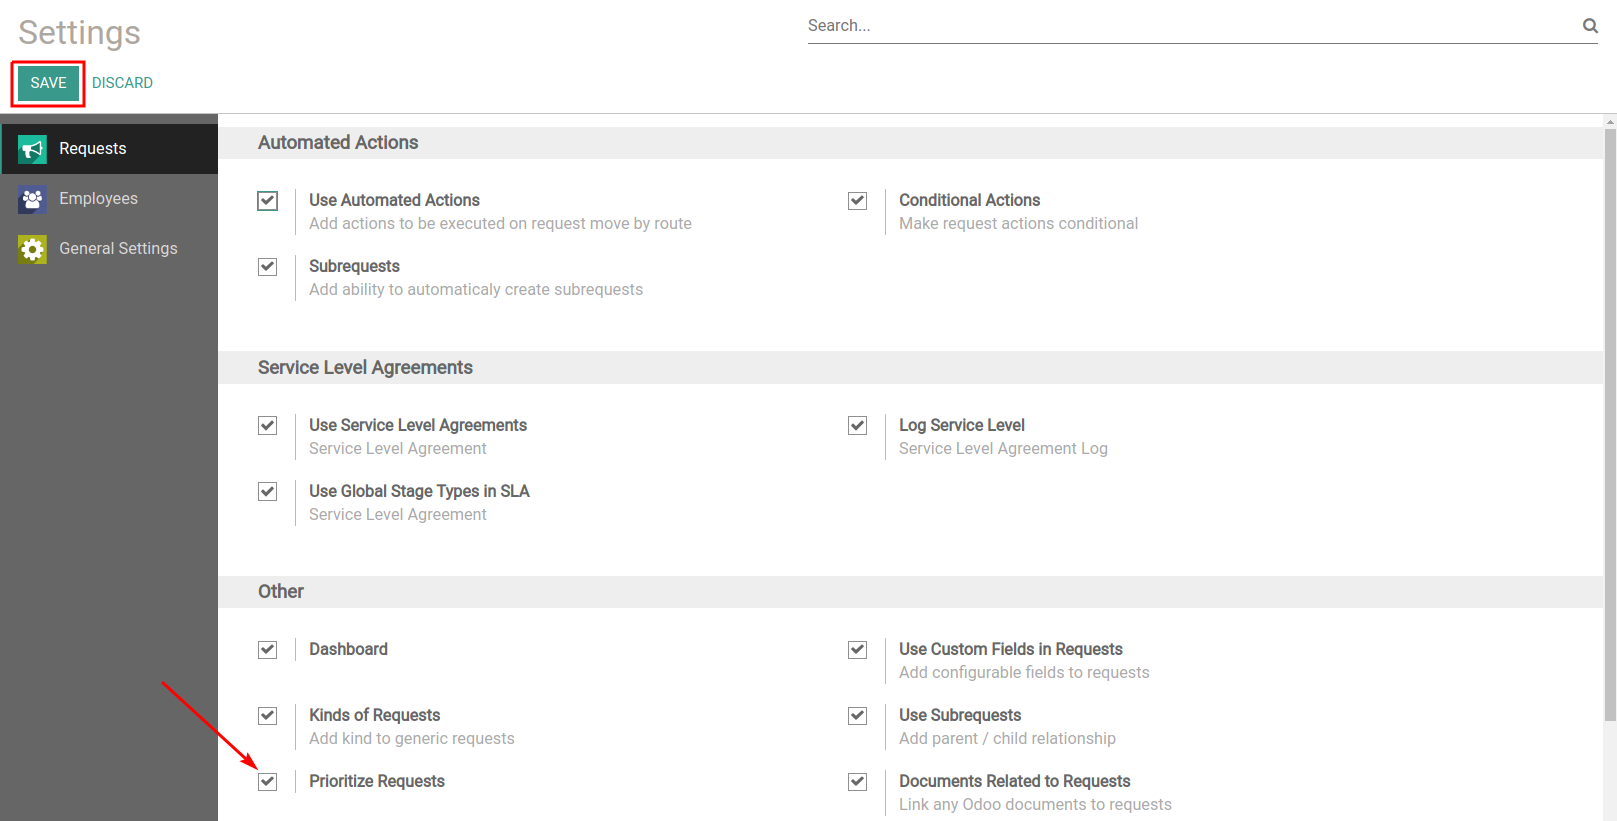 Settings
Search...
SAVE DISCARD
Requests
Employees
General Settings
Automated Actions
Use Automated Actions
Add actions to be executed on request move by route
Conditional Actions
Make request actions conditional
Subrequests
Add ability to automaticaly create subrequests
Service Level Agreements
Use Service Level Agreements
Service Level Agreement
Log Service Level
Service Level Agreement Log
Use Global Stage Types in SLA
Service Level Agreement
Other
Dashboard
Use Custom Fields in Requests
Add configurable fields to requests
Kinds of Requests
Add kind to generic requests
Use Subrequests
Add parent / child relationship
Prioritize Requests
Documents Related to Requests
Link any Odoo documents to requests